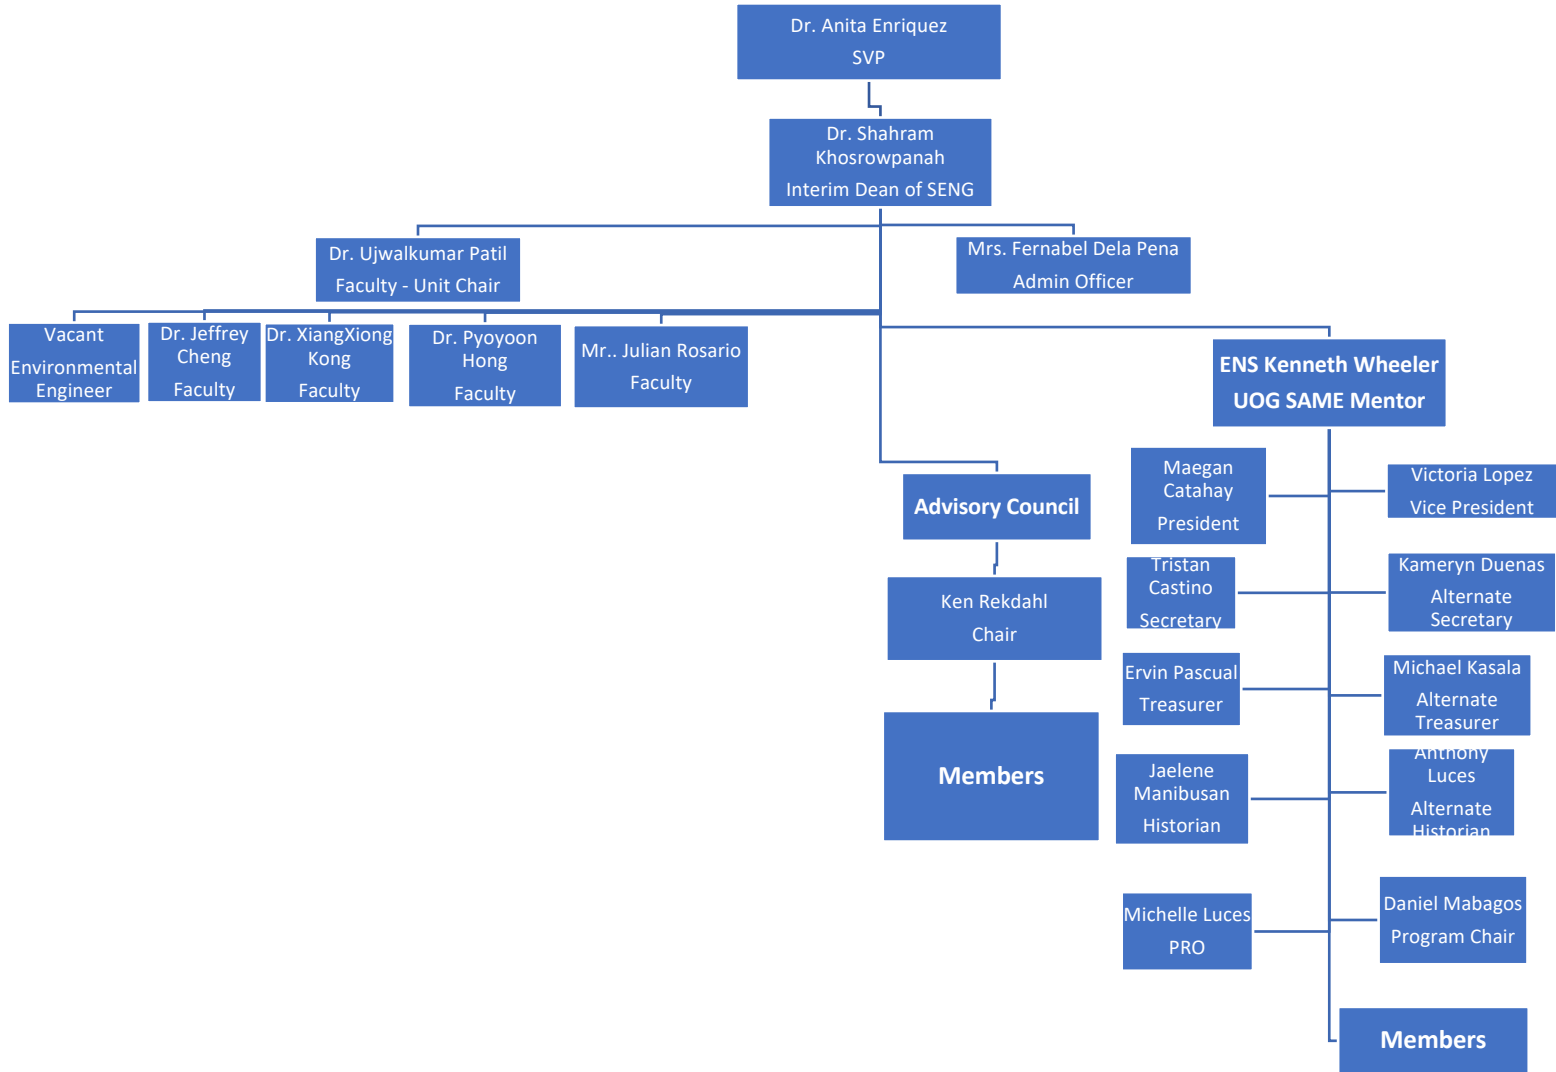 Dr. Anita Enriquez
SVP
Dr. Shahram
Khosrowpanah
Interim Dean of SENG
Dr. Ujwalkumar Patil
Faculty - Unit Chair
Mrs. Fernabel Dela Pena
Admin Officer
Vacant
Environmental
Engineer
Dr. Jeffrey
Cheng
Faculty
Dr. XiangXiong
Kong
Faculty
Dr. Pyoyoon
Hong
Faculty
Mr.. Julian Rosario
Faculty
ENS Kenneth Wheeler
UOG SAME Mentor
Advisory Council
Ken Rekdahl
Chair
Members
Maegan
Catahay
President
Victoria Lopez
Vice President
Tristan
Castino
Secretary
Kameryn Duenas
Alternate
Secretary
Ervin Pascual
Treasurer
Michael Kasala
Alternate
Treasurer
Jaelene
Manibusan
Historian
Anthony
Luces
Alternate
Historian
Michelle Luces
PRO
Daniel Mabagos
Program Chair
Members